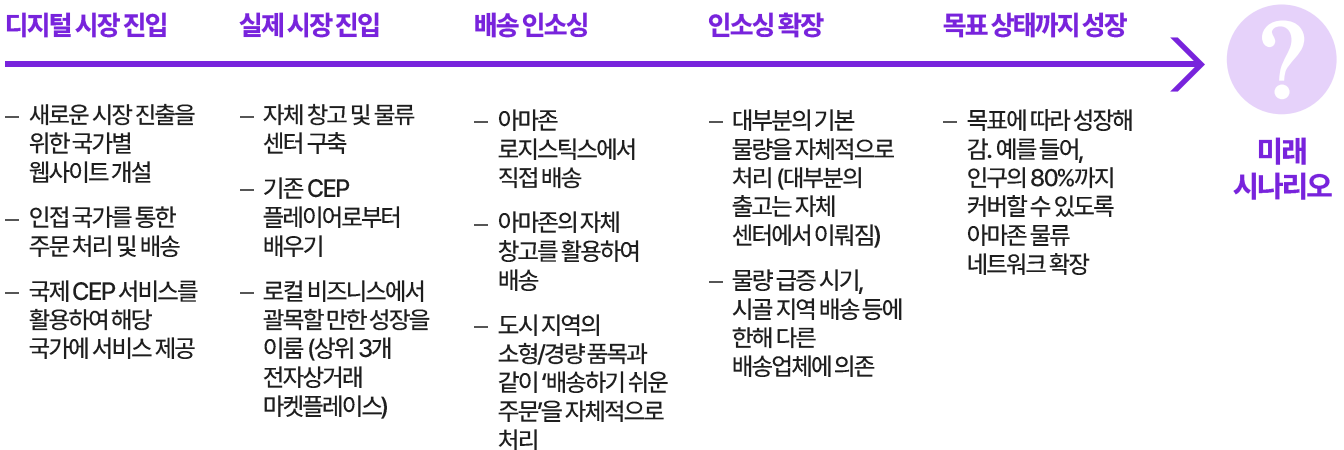 디지털 시장 진입
– 새로운 시장 진출을
위한 국가별
웹사이트 개설
– 인접 국가를 통한
주문 처리 및 배송
– 국제 CEP 서비스를
활용하여 해당
국가에 서비스 제공
실제 시장 진입
– 자체 창고 및 물류
센터 구축
– 기존 CEP
플레이어로부터
배우기
– 로컬 비즈니스에서
괄목할 만한 성장을
이룸 (상위 3개
전자상거래
마켓플레이스)
배송 인소싱
– 아마존
로지스틱스에서
직접 배송
– 아마존의 자체
창고를 활용하여
배송
– 도시 지역의
소형/경량 품목과
같이 ‘배송하기 쉬운
주문’을 자체적으로
처리
인소싱 확장
– 대부분의 기본
물량을 자체적으로
처리 (대부분의
출고는 자체
센터에서 이뤄짐)
– 물량 급증 시기,
시골 지역 배송 등에
한해 다른
배송업체에 의존
목표 상태까지 성장
– 목표에 따라 성장해
감. 예를 들어,
인구의 80%까지
커버할 수 있도록
아마존 물류
네트워크 확장
?
미래
시나리오